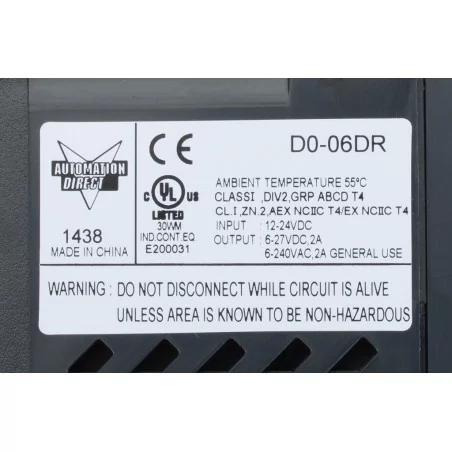 AUTOMATION
DIRECT
1438
MADE IN CHINA
CE
C UL US
LISTED
30WM
IND.CONT.EQ.
E200031
D0-06DR
AMBIENT TEMPERATURE 55°C
CLASSI ,DIV2,GRP ABCD T4
CL.I,ZN.2,AEX NCIIC T4/EX NCIIC T4
INPUT : 12-24VDC
OUTPUT : 6-27VDC,2A
6-240VAC,2A GENERAL USE
WARNING : DO NOT DISCONNECT WHILE CIRCUIT IS ALIVE
UNLESS AREA IS KNOWN TO BE NON-HAZARDOUS